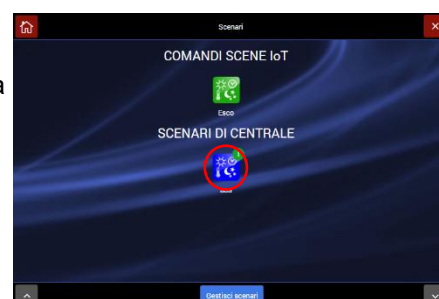 Scenari
a
COMANDI SCENE IoT
Esco
SCENARI DI CENTRALE
Gestisci scenari